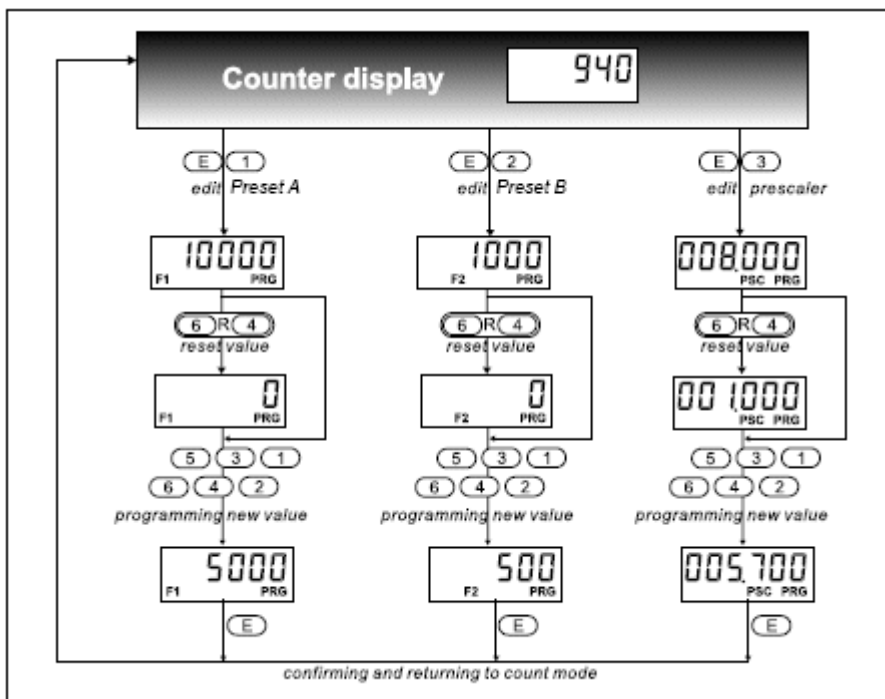 Counter display 940
E 1 E 2 E 3
edit Preset A edit Preset B edit prescaler
10000 1000 008.000
F1 PRG F2 PRG PSC PRG
6 R 4 6 R 4 6 R 4
reset value reset value reset value
0 0 001.000
F1 PRG F2 PRG PSC PRG
5 3 1 5 3 1 5 3 1
6 4 2 6 4 2 6 4 2
programming new value programming new value programming new value
5000 500 005.700
F1 PRG F2 PRG PSC PRG
E E E
confirming and returning to count mode